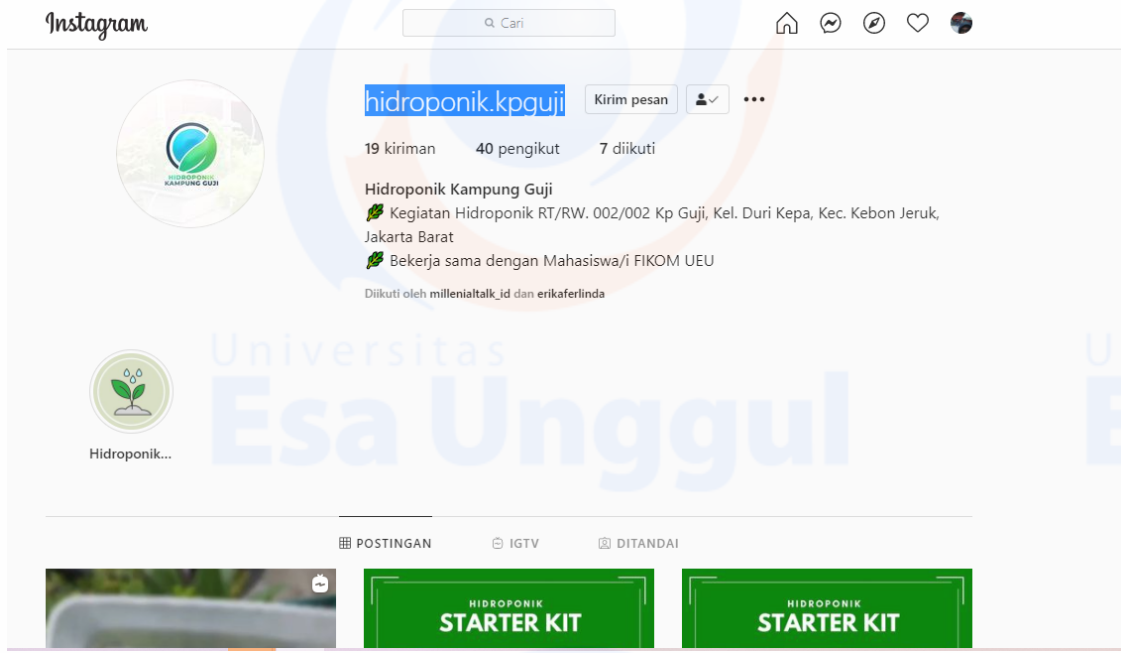 Instagram
Cari
hidroponik.kpguji Kirim pesan
19 kiriman 40 pengikut 7 diikuti
Hidroponik Kampung Guji
Kegiatan Hidroponik RT/RW. 002/002 Kp Guji, Kel. Duri Kepa, Kec. Kebon Jeruk,
Jakarta Barat
Bekerja sama dengan Mahasiswa/i FIKOM UEU
Diikuti oleh millenialtalk_id dan erikaferlinda
HIDROPONIK
KAMPUNG GUJI
Universitas
Esa Unggul
U
E
Hidroponik...
POSTINGAN IGTV DITANDAI
HIDROPONIK
STARTER KIT
HIDROPONIK
STARTER KIT